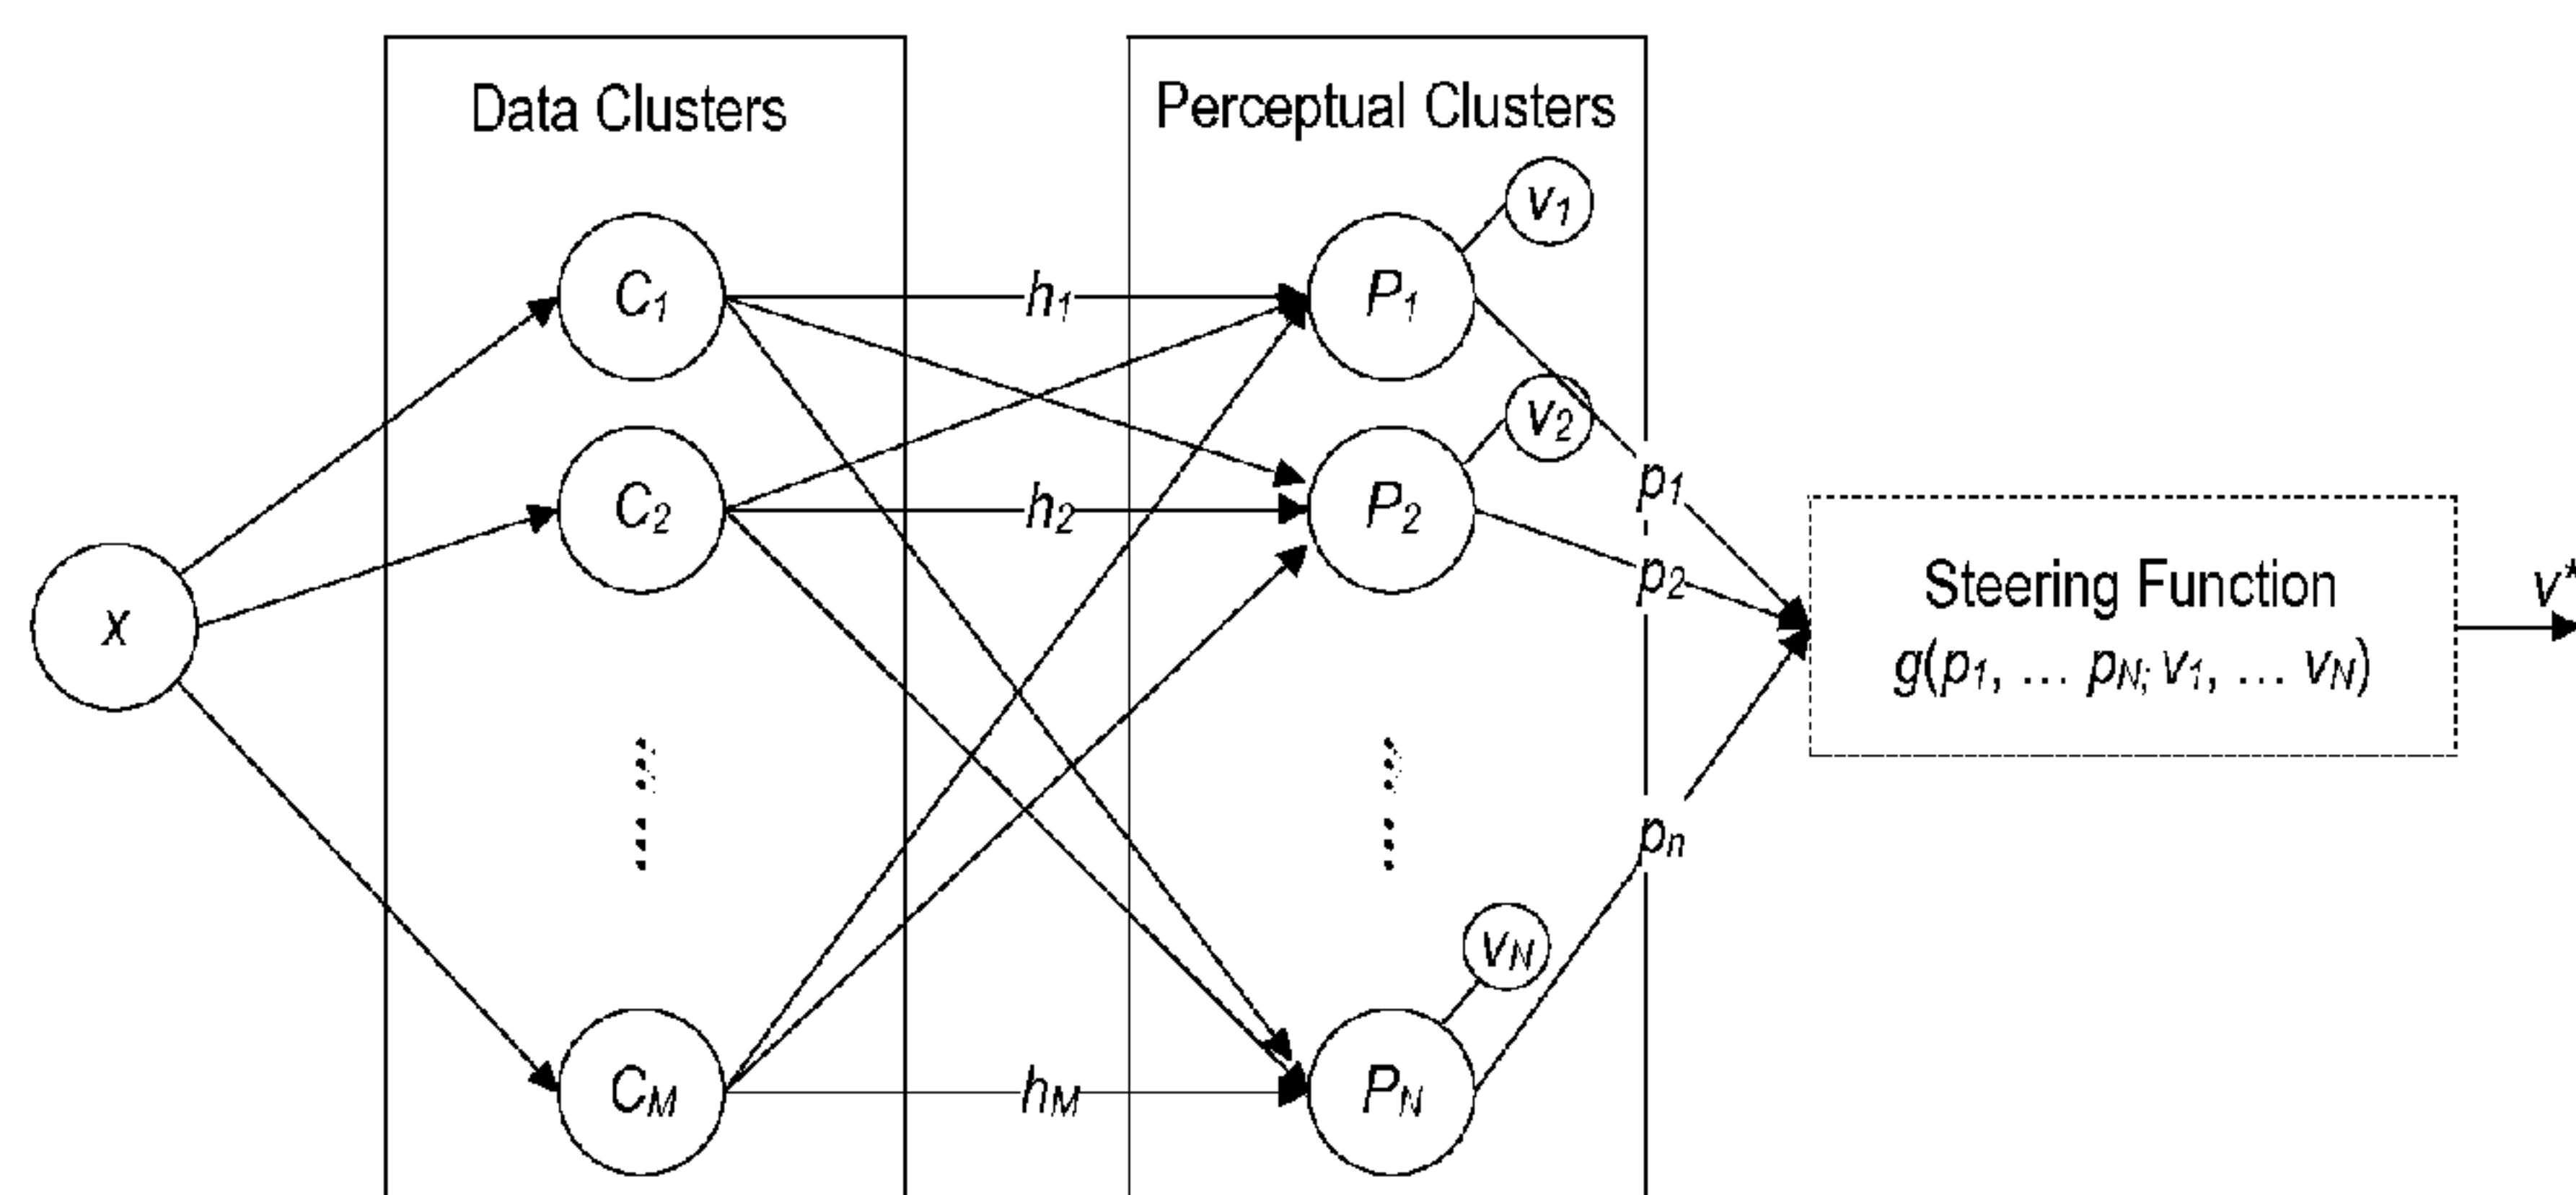 Data Clusters
Perceptual Clusters
v1
C1
h1
P1
v2
p1
C2
h2
P2
p2
x
Steering Function
v*
g(p1, ... pN; v1, ... vN)
pn
vN
CM
hM
PN